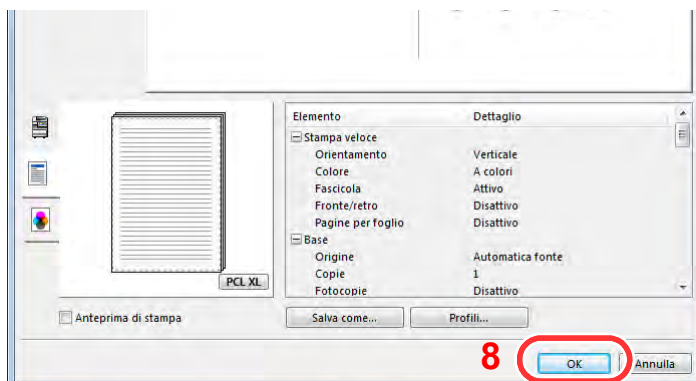 Elemento Dettaglio
Stampa veloce
Orientamento Verticale
Colore A colori
Fascicola Attivo
Fronte/retro Disattivo
Pagine per foglio Disattivo
Base
Origine Automatica fonte
Copie 1
Fotocopie Disattivo
PCL XL
Anteprima di stampa Salva come... Profili...
8 OK Annulla